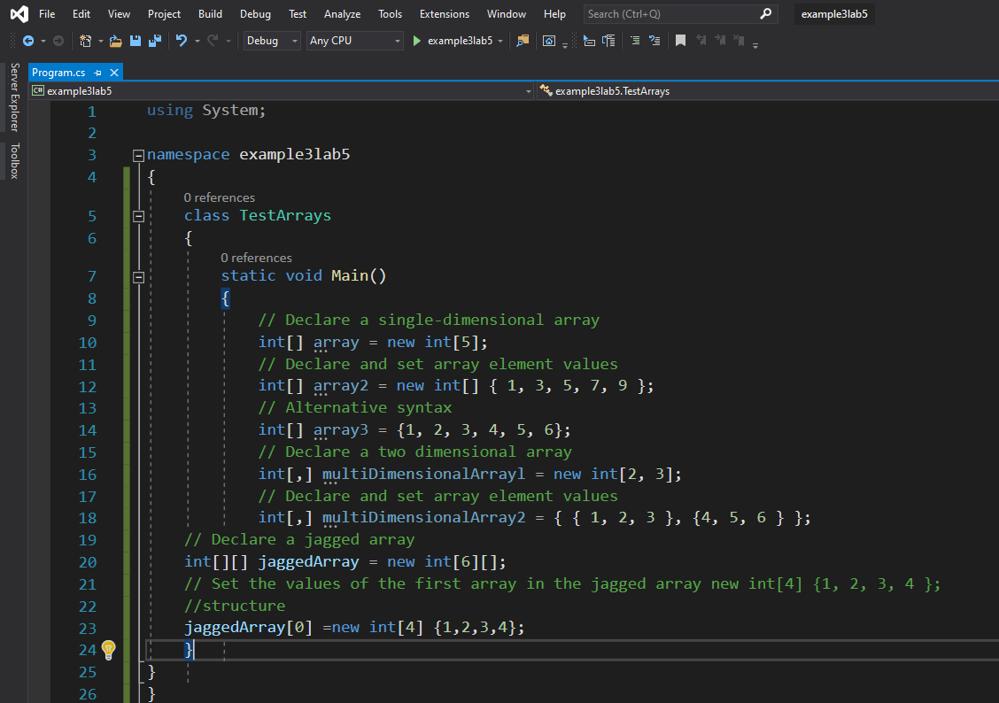 File Edit View Project Build Debug Test Analyze Tools Extensions Window Help Search (Ctrl+Q) example3lab5
Debug Any CPU example3lab5
Server Explorer
Toolbox
Program.cs
C# example3lab5 example3lab5.TestArrays
1 using System;
2
3 namespace example3lab5
4 {
0 references
5 class TestArrays
6 {
0 references
7 static void Main()
8 {
9 // Declare a single-dimensional array
10 int[] array = new int[5];
11 // Declare and set array element values
12 int[] array2 = new int[] { 1, 3, 5, 7, 9 };
13 // Alternative syntax
14 int[] array3 = {1, 2, 3, 4, 5, 6};
15 // Declare a two dimensional array
16 int[,] multiDimensionalArrayl = new int[2, 3];
17 // Declare and set array element values
18 int[,] multiDimensionalArray2 = { { 1, 2, 3 }, {4, 5, 6 } };
19 // Declare a jagged array
20 int[][] jaggedArray = new int[6][];
21 // Set the values of the first array in the jagged array new int[4] {1, 2, 3, 4 };
22 //structure
23 jaggedArray[0] =new int[4] {1,2,3,4};
24 }
25 }
26 }